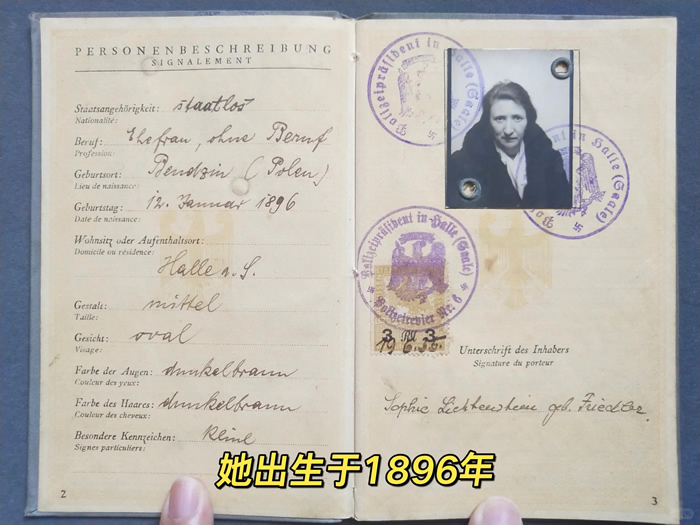 PERSONENBESCHREIBUNG
SIGNALEMENT
Staatsangehörigkeit: staatlos
Nationalité:
Beruf: Ehefrau, ohne Beruf
Profession:
Geburtsort: Bendzin (Polen)
Lieu de naissance:
Geburtstag: 12. Januar 1896
Date de naissance:
Wohnsitz oder Aufenthaltsort:
Domicile ou résidence:
Halle a. S.
Gestalt: mittel
Taille:
Gesicht: oval
Visage:
Farbe der Augen: dunkelbraun
Couleur des yeux:
Farbe des Haares: dunkelbraun
Couleur des cheveux:
Besondere Kennzeichen: keine
Signes particuliers:
2
Polizeipräsident in Halle (Saale)
in Halle (Saale)
Polizeipräsident in Halle (Saale)
Polizeirevier Nr. 6
3 RM 3
Unterschrift des Inhabers
Signature du porteur
Sophie geb. Friedler.
3
她出生于1896年